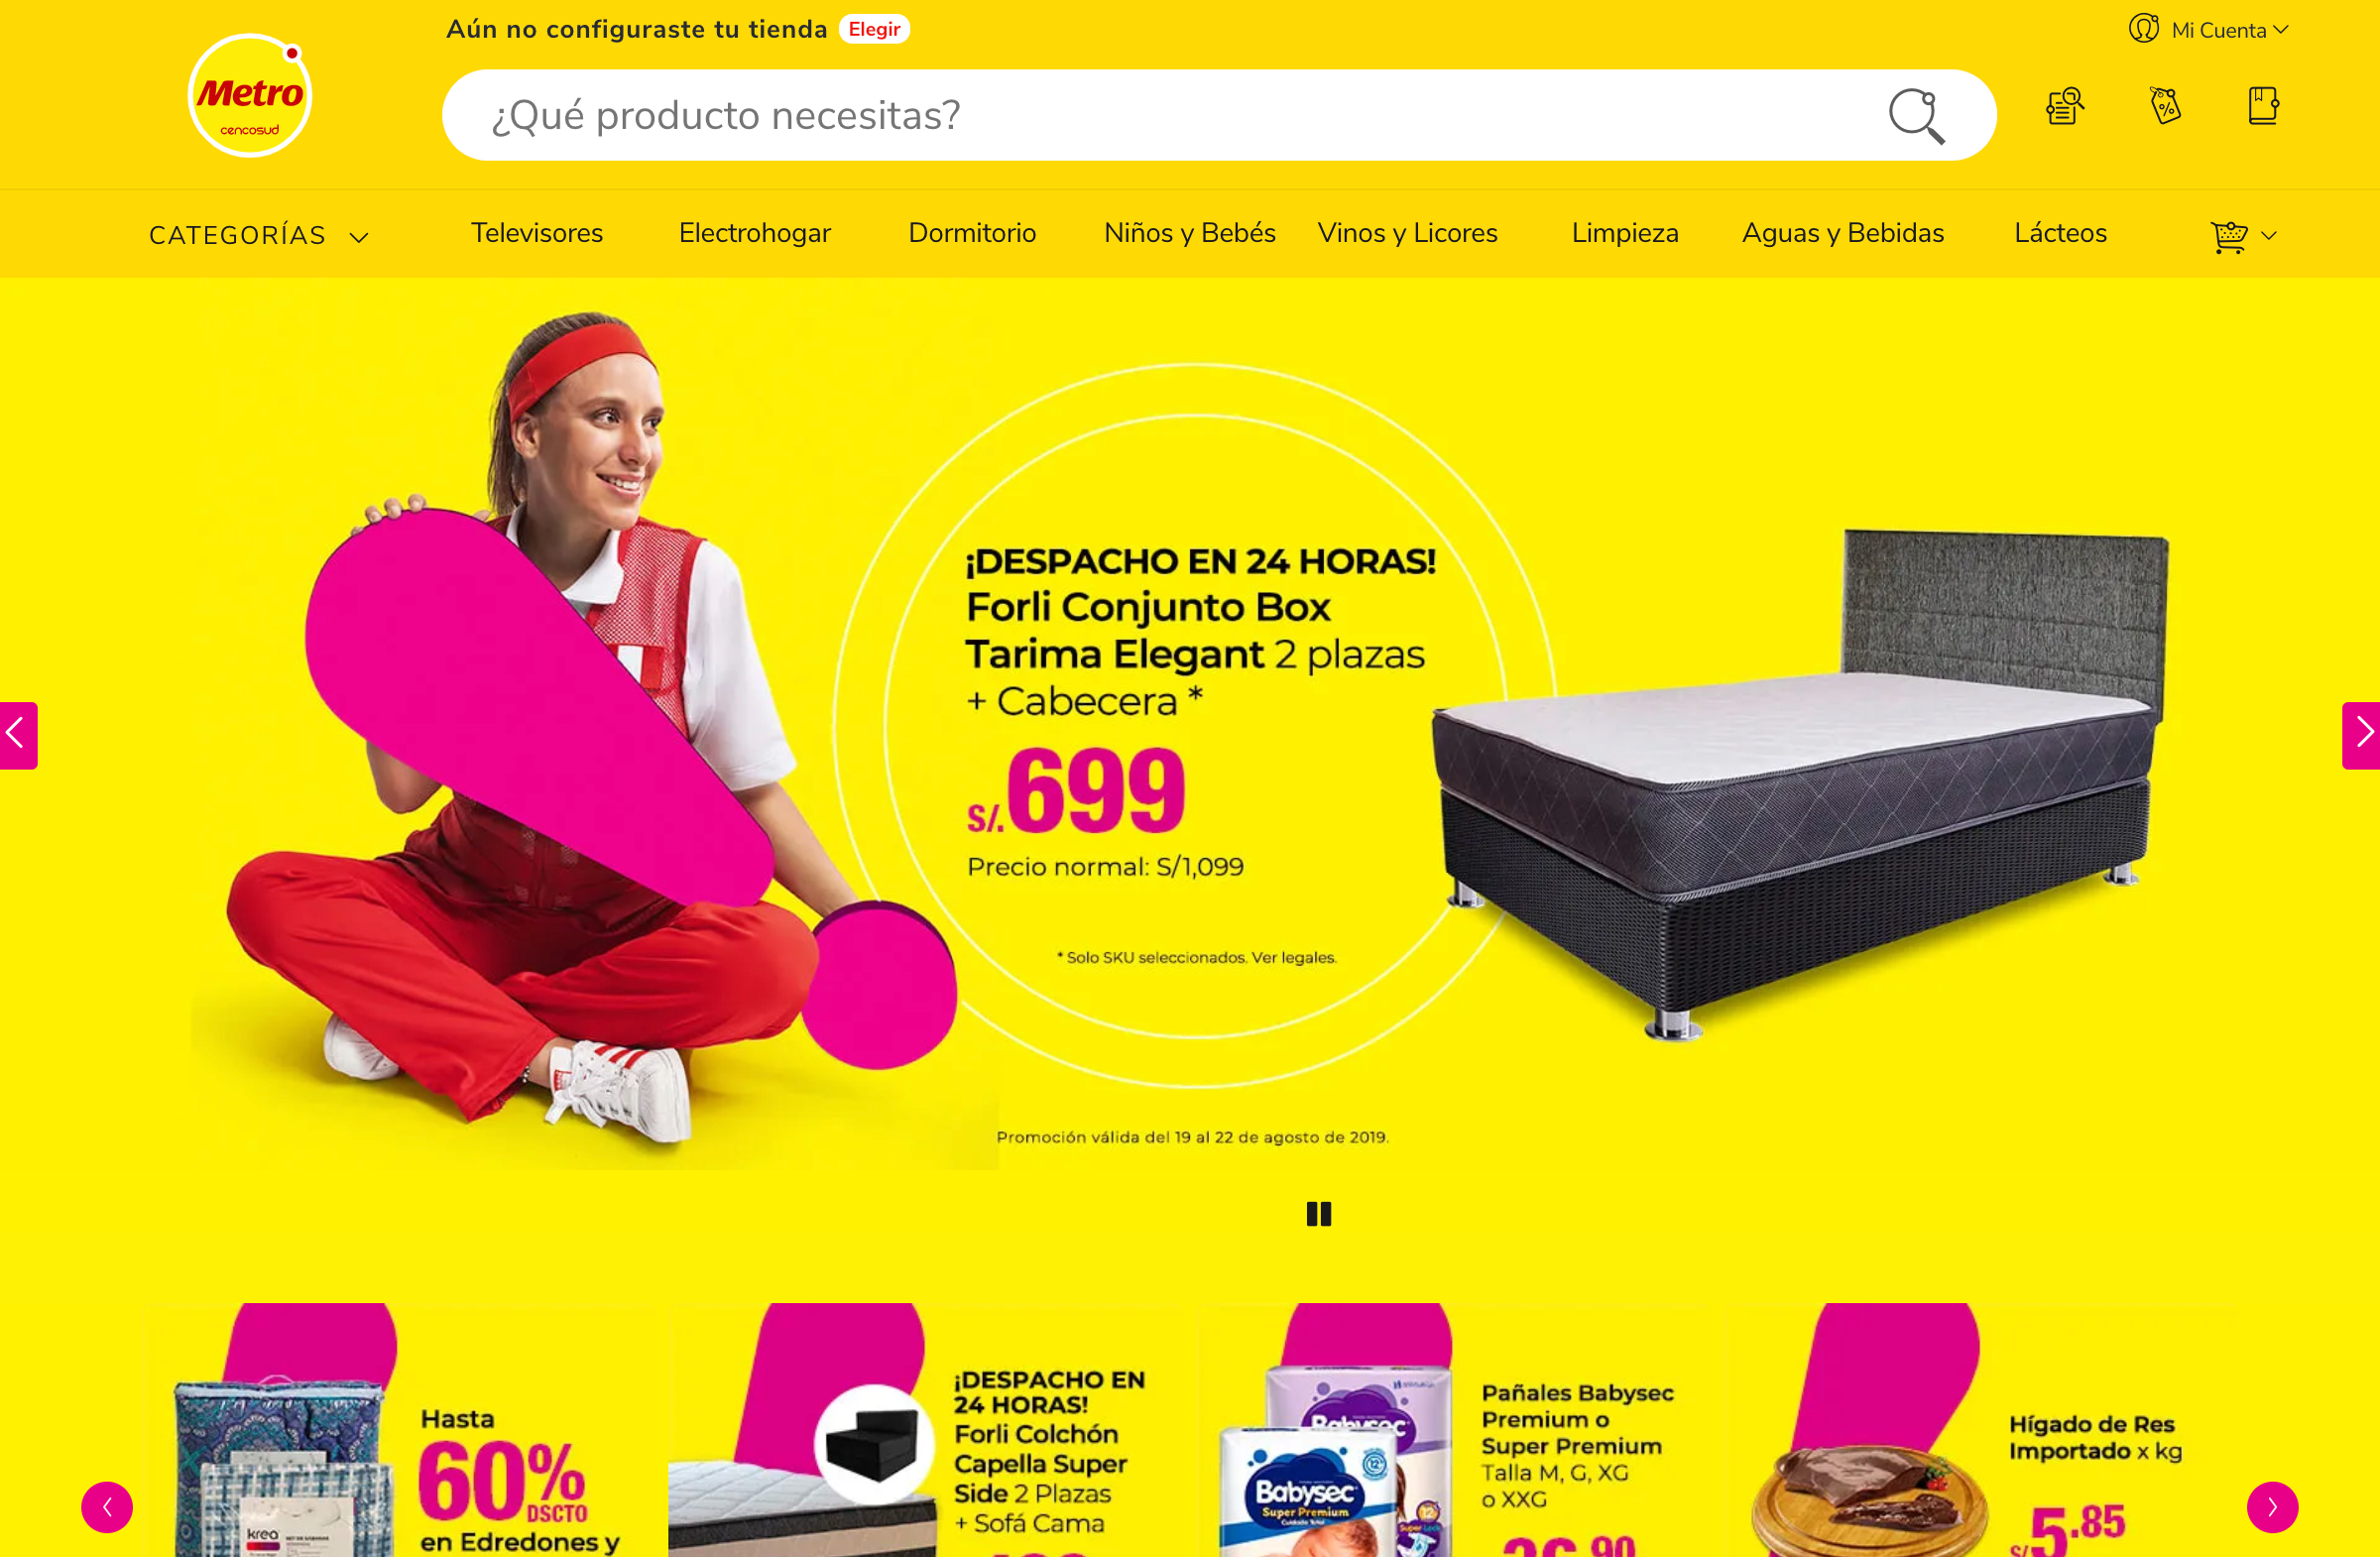 Aún no configuraste tu tienda Elegir
Mi Cuenta
Metro
cencosud
¿Qué producto necesitas?
CATEGORÍAS
Televisores
Electrohogar
Dormitorio
Niños y Bebés
Vinos y Licores
Limpieza
Aguas y Bebidas
Lácteos
¡DESPACHO EN 24 HORAS!
Forli Conjunto Box
Tarima Elegant 2 plazas
+ Cabecera *
S/.699
Precio normal: S/1,099
* Solo SKU seleccionados. Ver legales.
Promoción válida del 19 al 22 de agosto de 2019.
Hasta
60%
DSCTO
en Edredones y
krea
¡DESPACHO EN
24 HORAS!
Forli Colchón
Capella Super
Side 2 Plazas
+ Sofá Cama
Babysec
Babysec
Super Premium
Cuidado Total
Pañales Babysec
Premium o
Super Premium
Talla M, G, XG
o XXG
Hígado de Res
Importado x kg
S/5.85